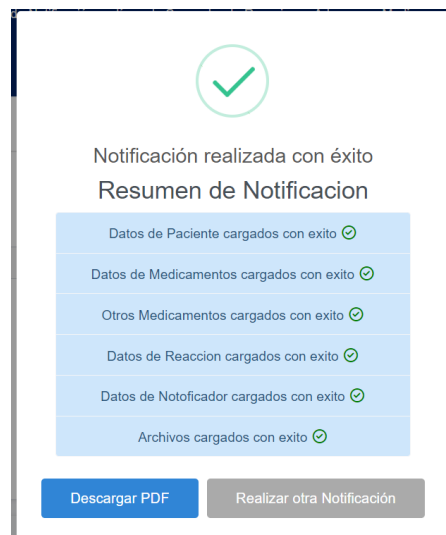 Notificación realizada con éxito
Resumen de Notificacion
Datos de Paciente cargados con exito
Datos de Medicamentos cargados con exito
Otros Medicamentos cargados con exito
Datos de Reaccion cargados con exito
Datos de Notoficador cargados con exito
Archivos cargados con exito
Descargar PDF
Realizar otra Notificación